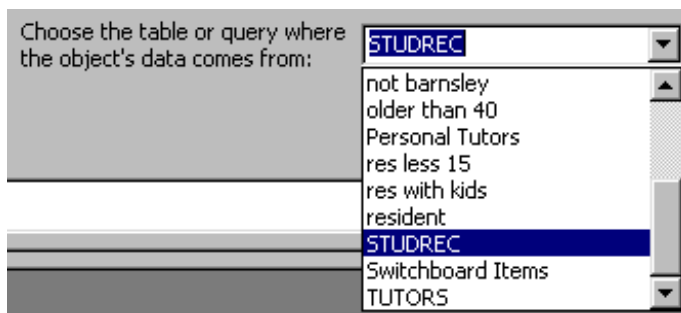 Choose the table or query where
the object's data comes from:
STUDREC
not barnsley
older than 40
Personal Tutors
res less 15
res with kids
resident
STUDREC
Switchboard Items
TUTORS